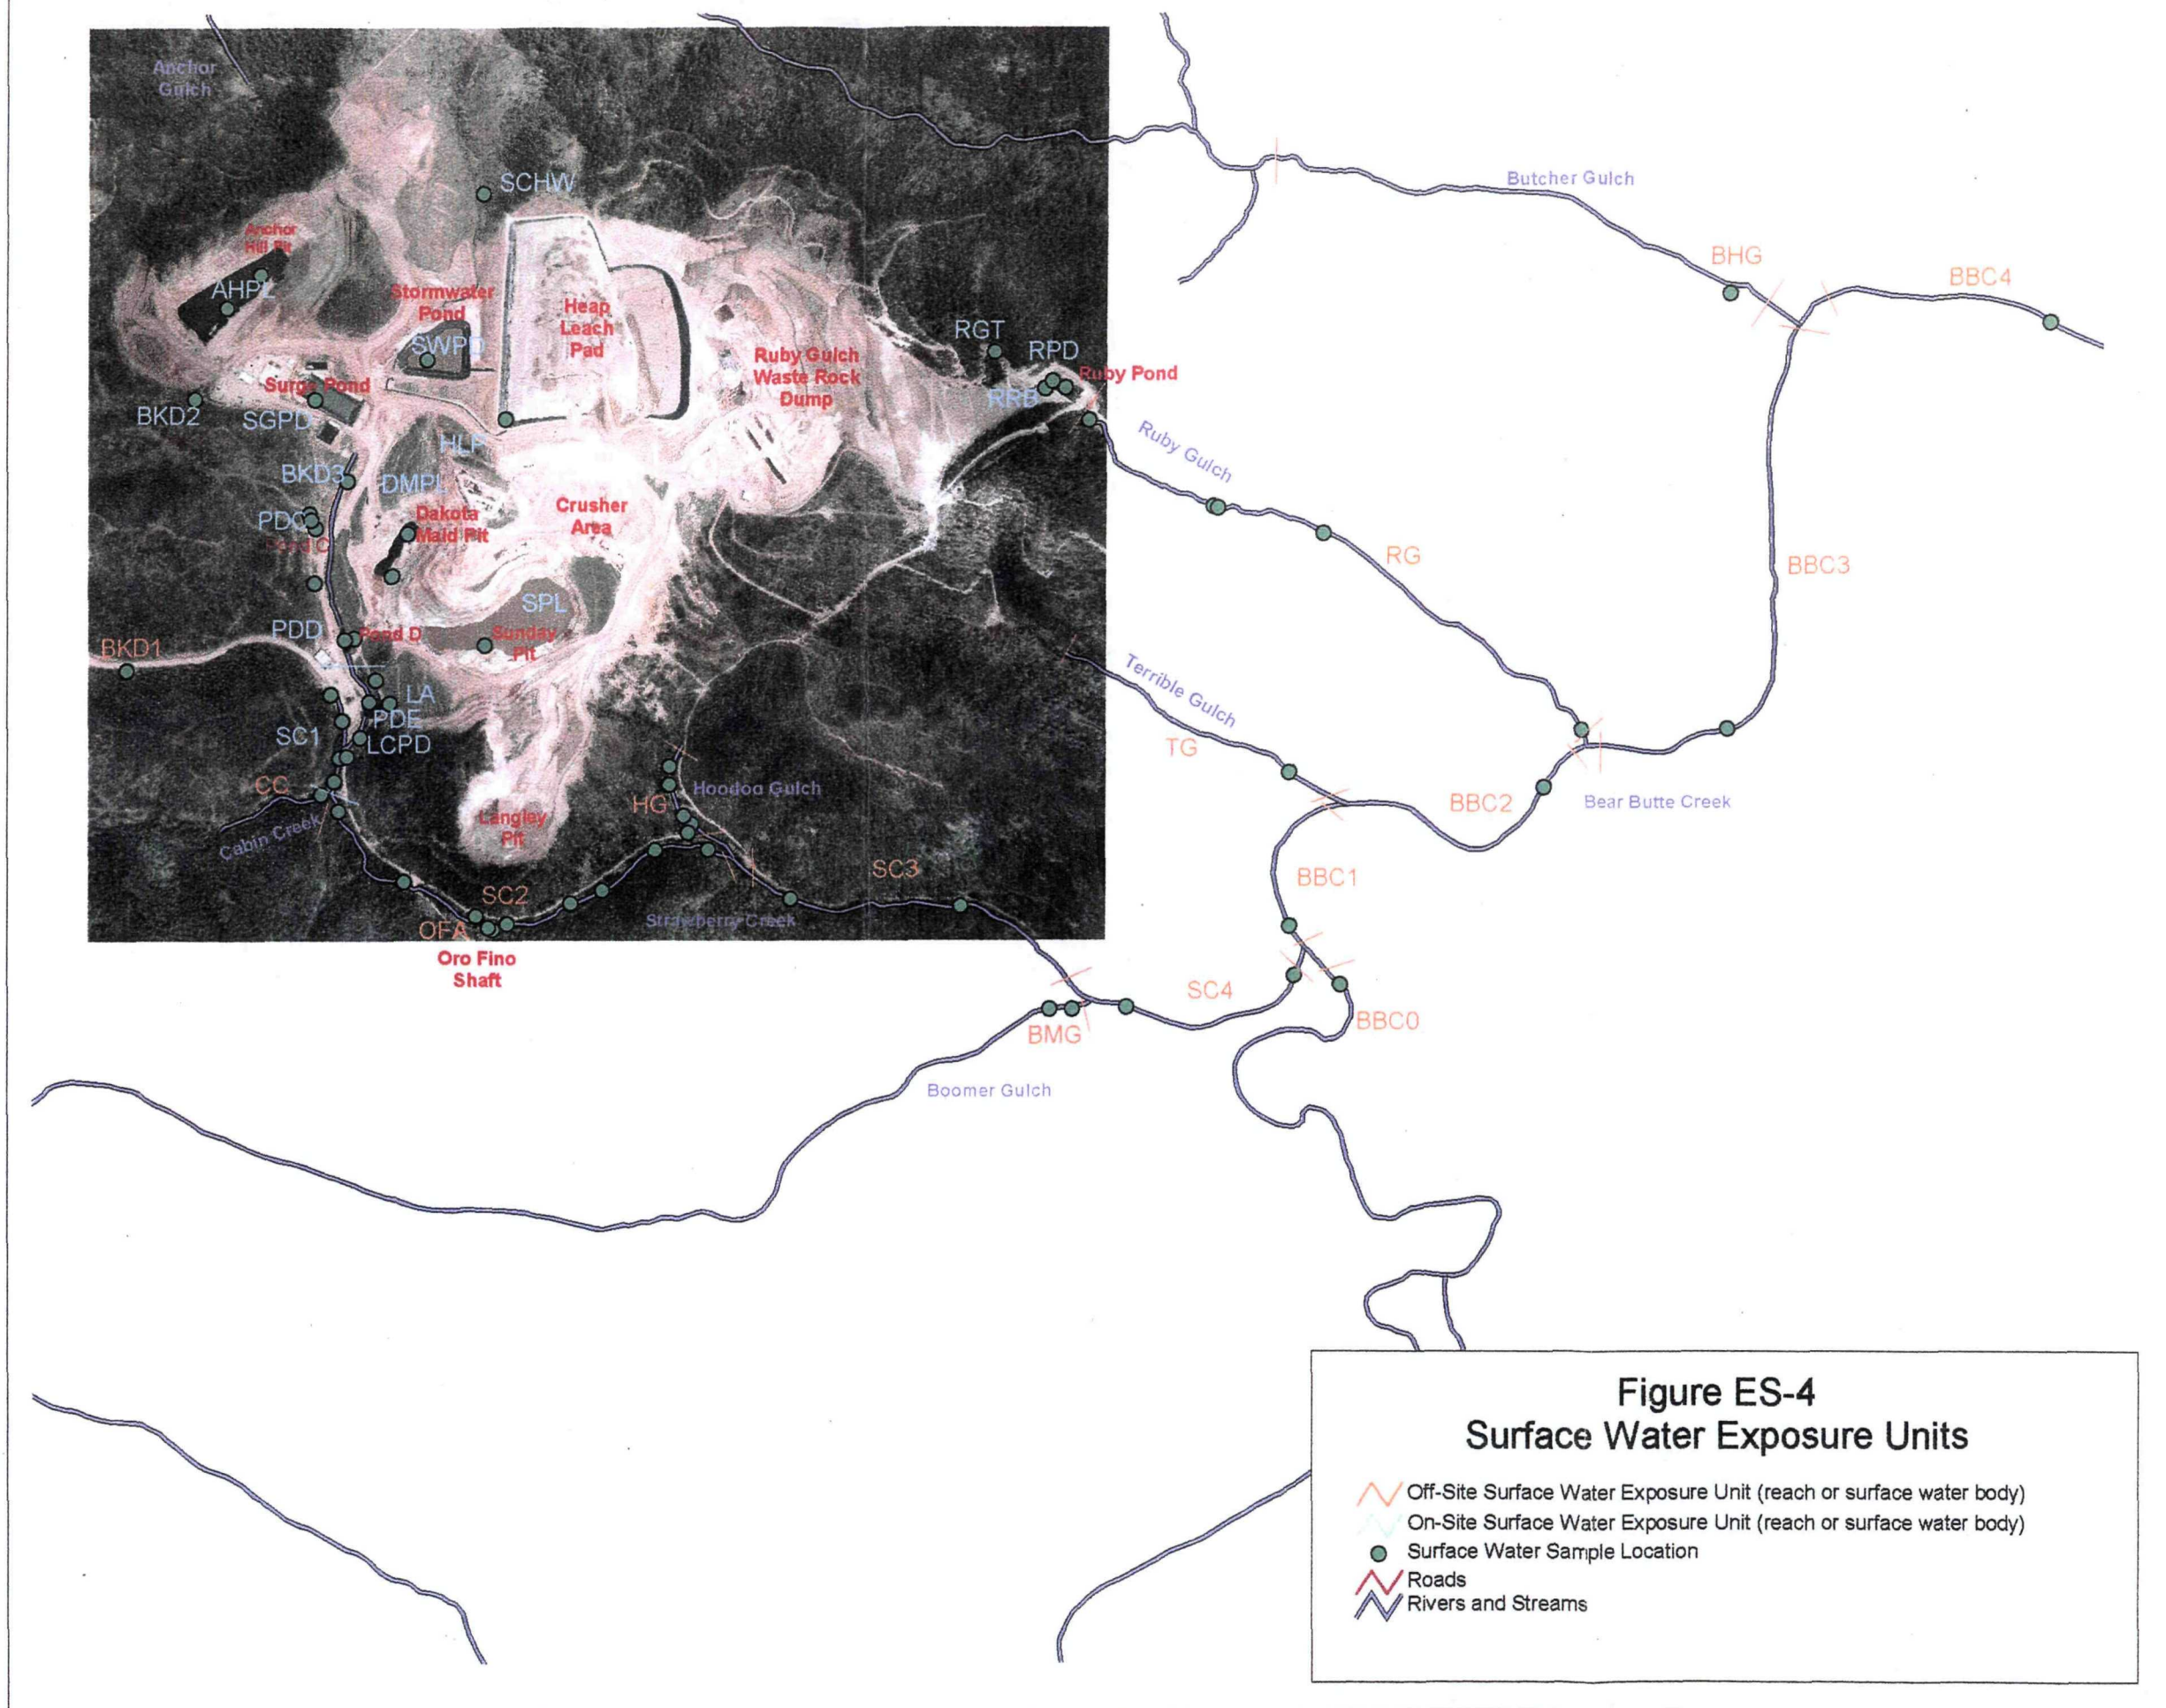 Anchor
Gulch
SCHW
Butcher Gulch
Anchor
Hill Pit
AHPL
Stormwater
Pond
SWPD
Heap
Leach
Pad
BHG
BBC4
RGT
RPD
Ruby Pond
RRB
Ruby Gulch
Waste Rock
Dump
Surge Pond
BKD2
SGPD
HLP
Ruby Gulch
BKD3
DMPL
Dakota
Maid Pit
Crusher
Area
PDC
Pond C
RG
BBC3
SPL
PDD
Pond D
Sunday
Pit
BKD1
Terrible Gulch
TG
LA
PDE
SC1
LCPD
CC
Cabin Creek
HG
Hoodoo Gulch
Langley
Pit
BBC2
Bear Butte Creek
SC3
BBC1
SC2
OFA
Strawberry Creek
Oro Fino
Shaft
SC4
BBC0
BMG
Boomer Gulch
Figure ES-4
Surface Water Exposure Units
Off-Site Surface Water Exposure Unit (reach or surface water body)
On-Site Surface Water Exposure Unit (reach or surface water body)
Surface Water Sample Location
Roads
Rivers and Streams